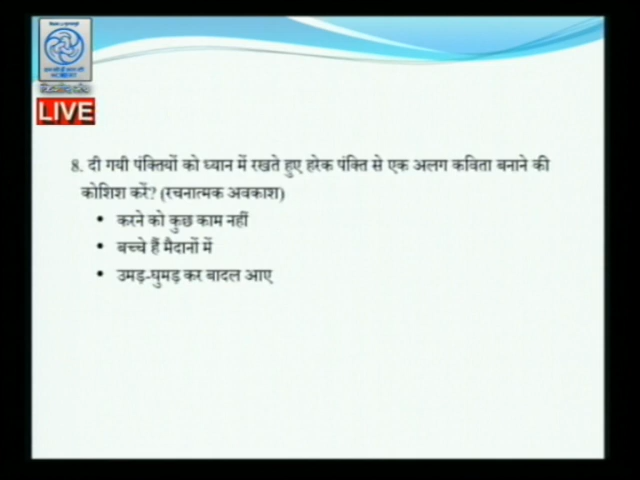 LIVE
8. दी गयी पंक्तियों को ध्यान में रखते हुए हरेक पंक्ति से एक अलग कविता बनाने की
कोशिश करें? (रचनात्मक अवकाश)
• करने को कुछ काम नहीं
• बच्चे हैं मैदानों में
• उमड़-घुमड़ कर बादल आए